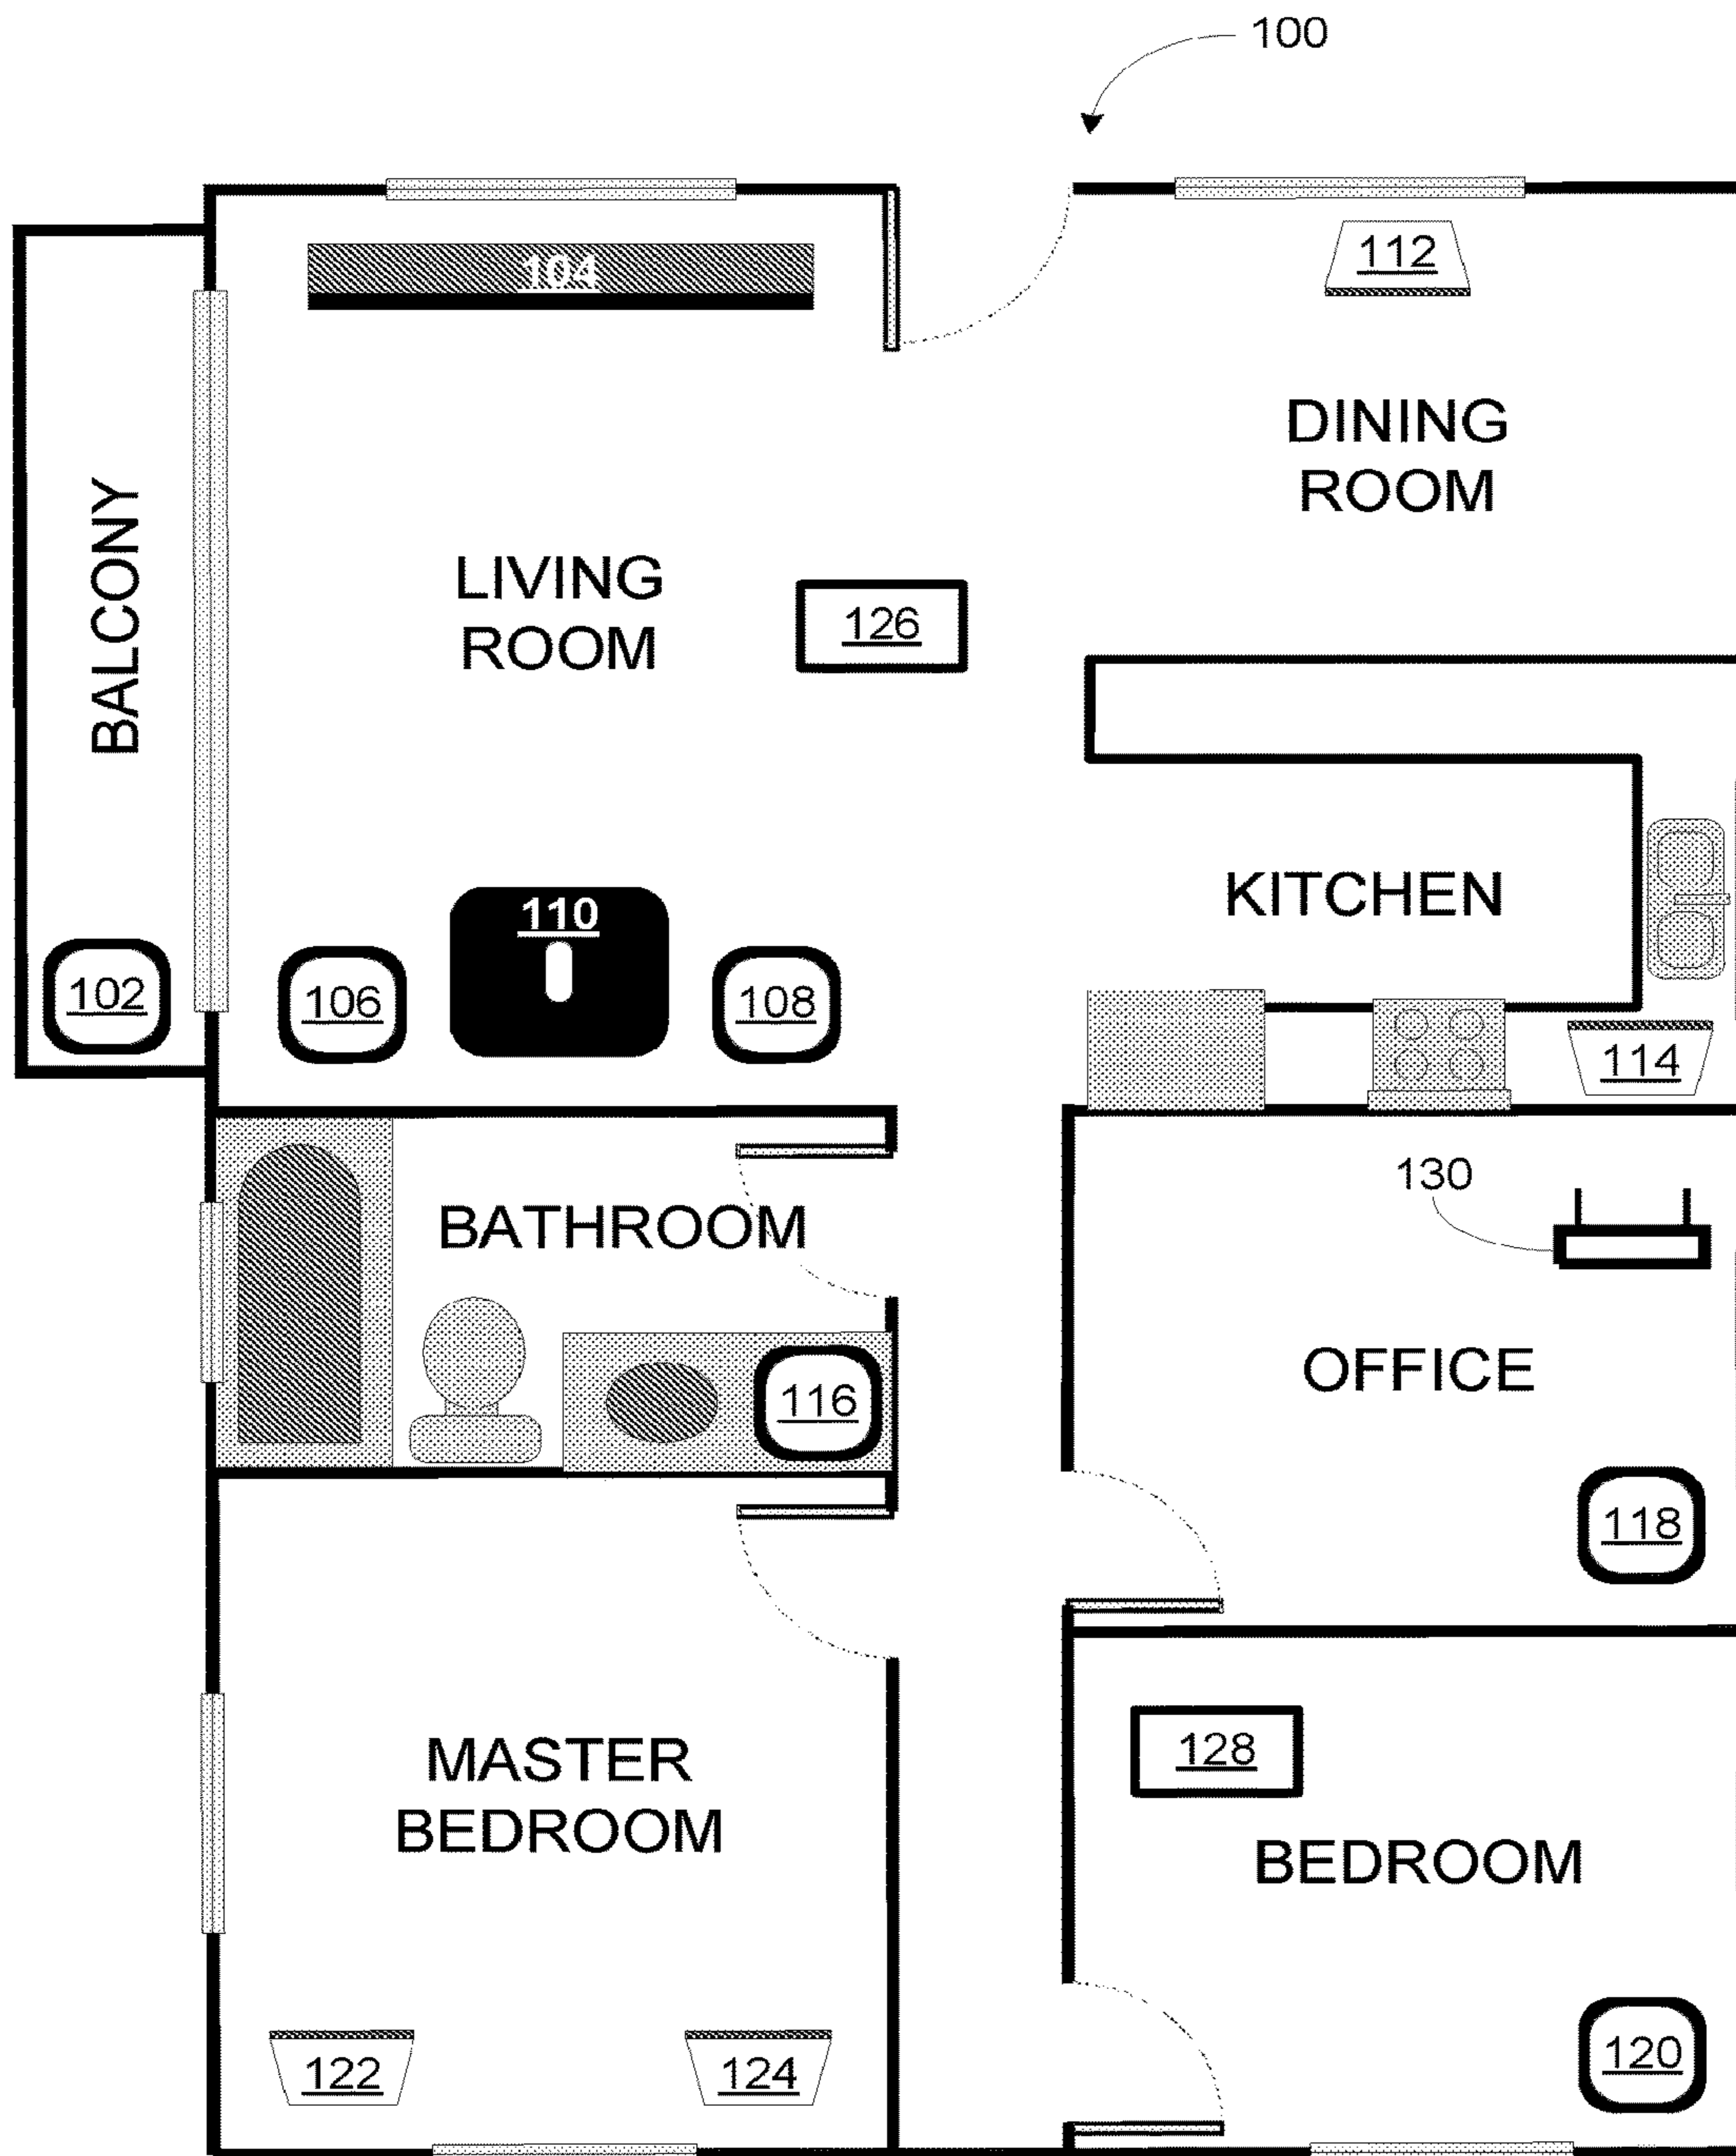 100
104
112
DINING
ROOM
BALCONY
LIVING
ROOM
126
KITCHEN
110
102
106
108
114
BATHROOM
130
OFFICE
116
118
MASTER
BEDROOM
128
BEDROOM
122
124
120